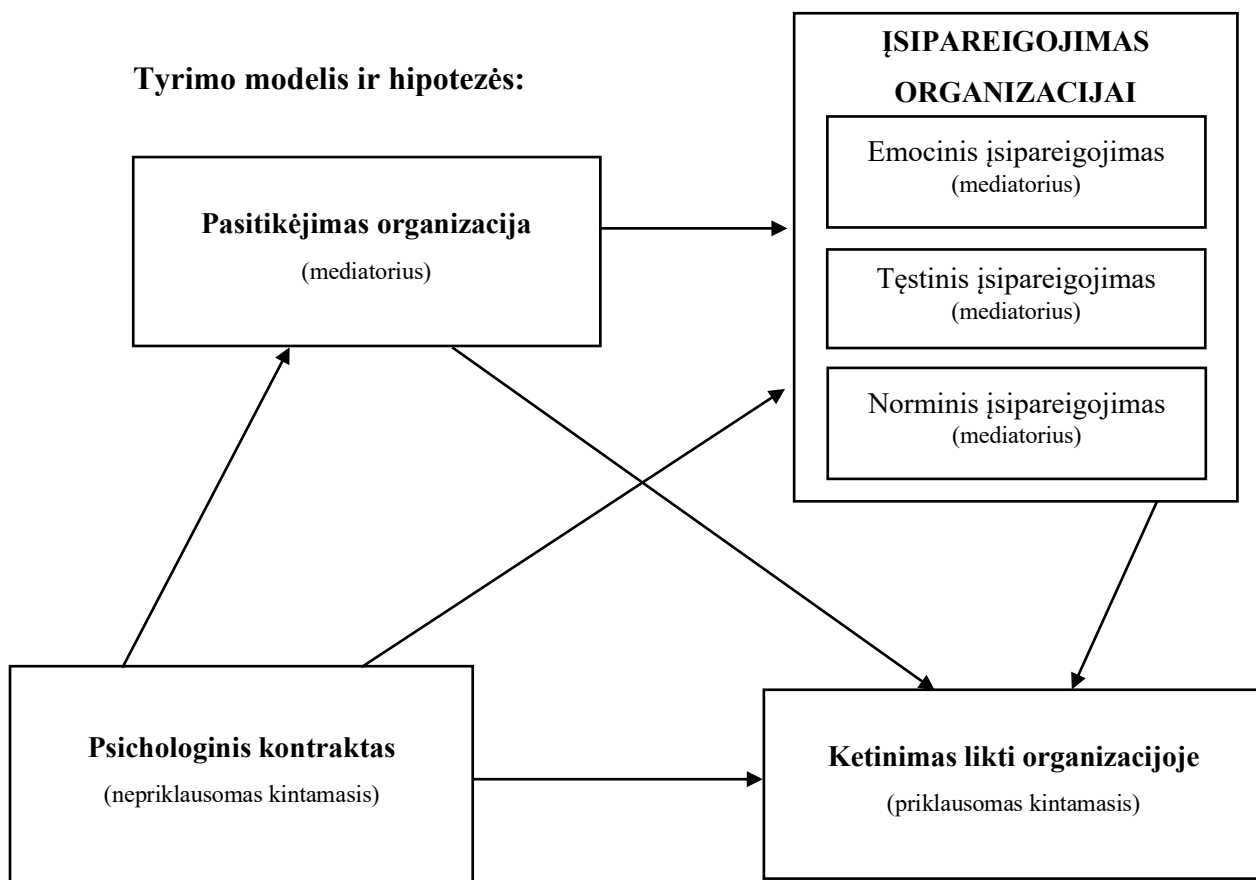 Tyrimo modelis ir hipotezės:
ĮSIPAREIGOJIMAS
ORGANIZACIJAI
Emocinis įsipareigojimas
(mediatorius)
Tęstinis įsipareigojimas
(mediatorius)
Norminis įsipareigojimas
(mediatorius)
Pasitikėjimas organizacija
(mediatorius)
Psichologinis kontraktas
(nepriklausomas kintamasis)
Ketinimas likti organizacijoje
(priklausomas kintamasis)